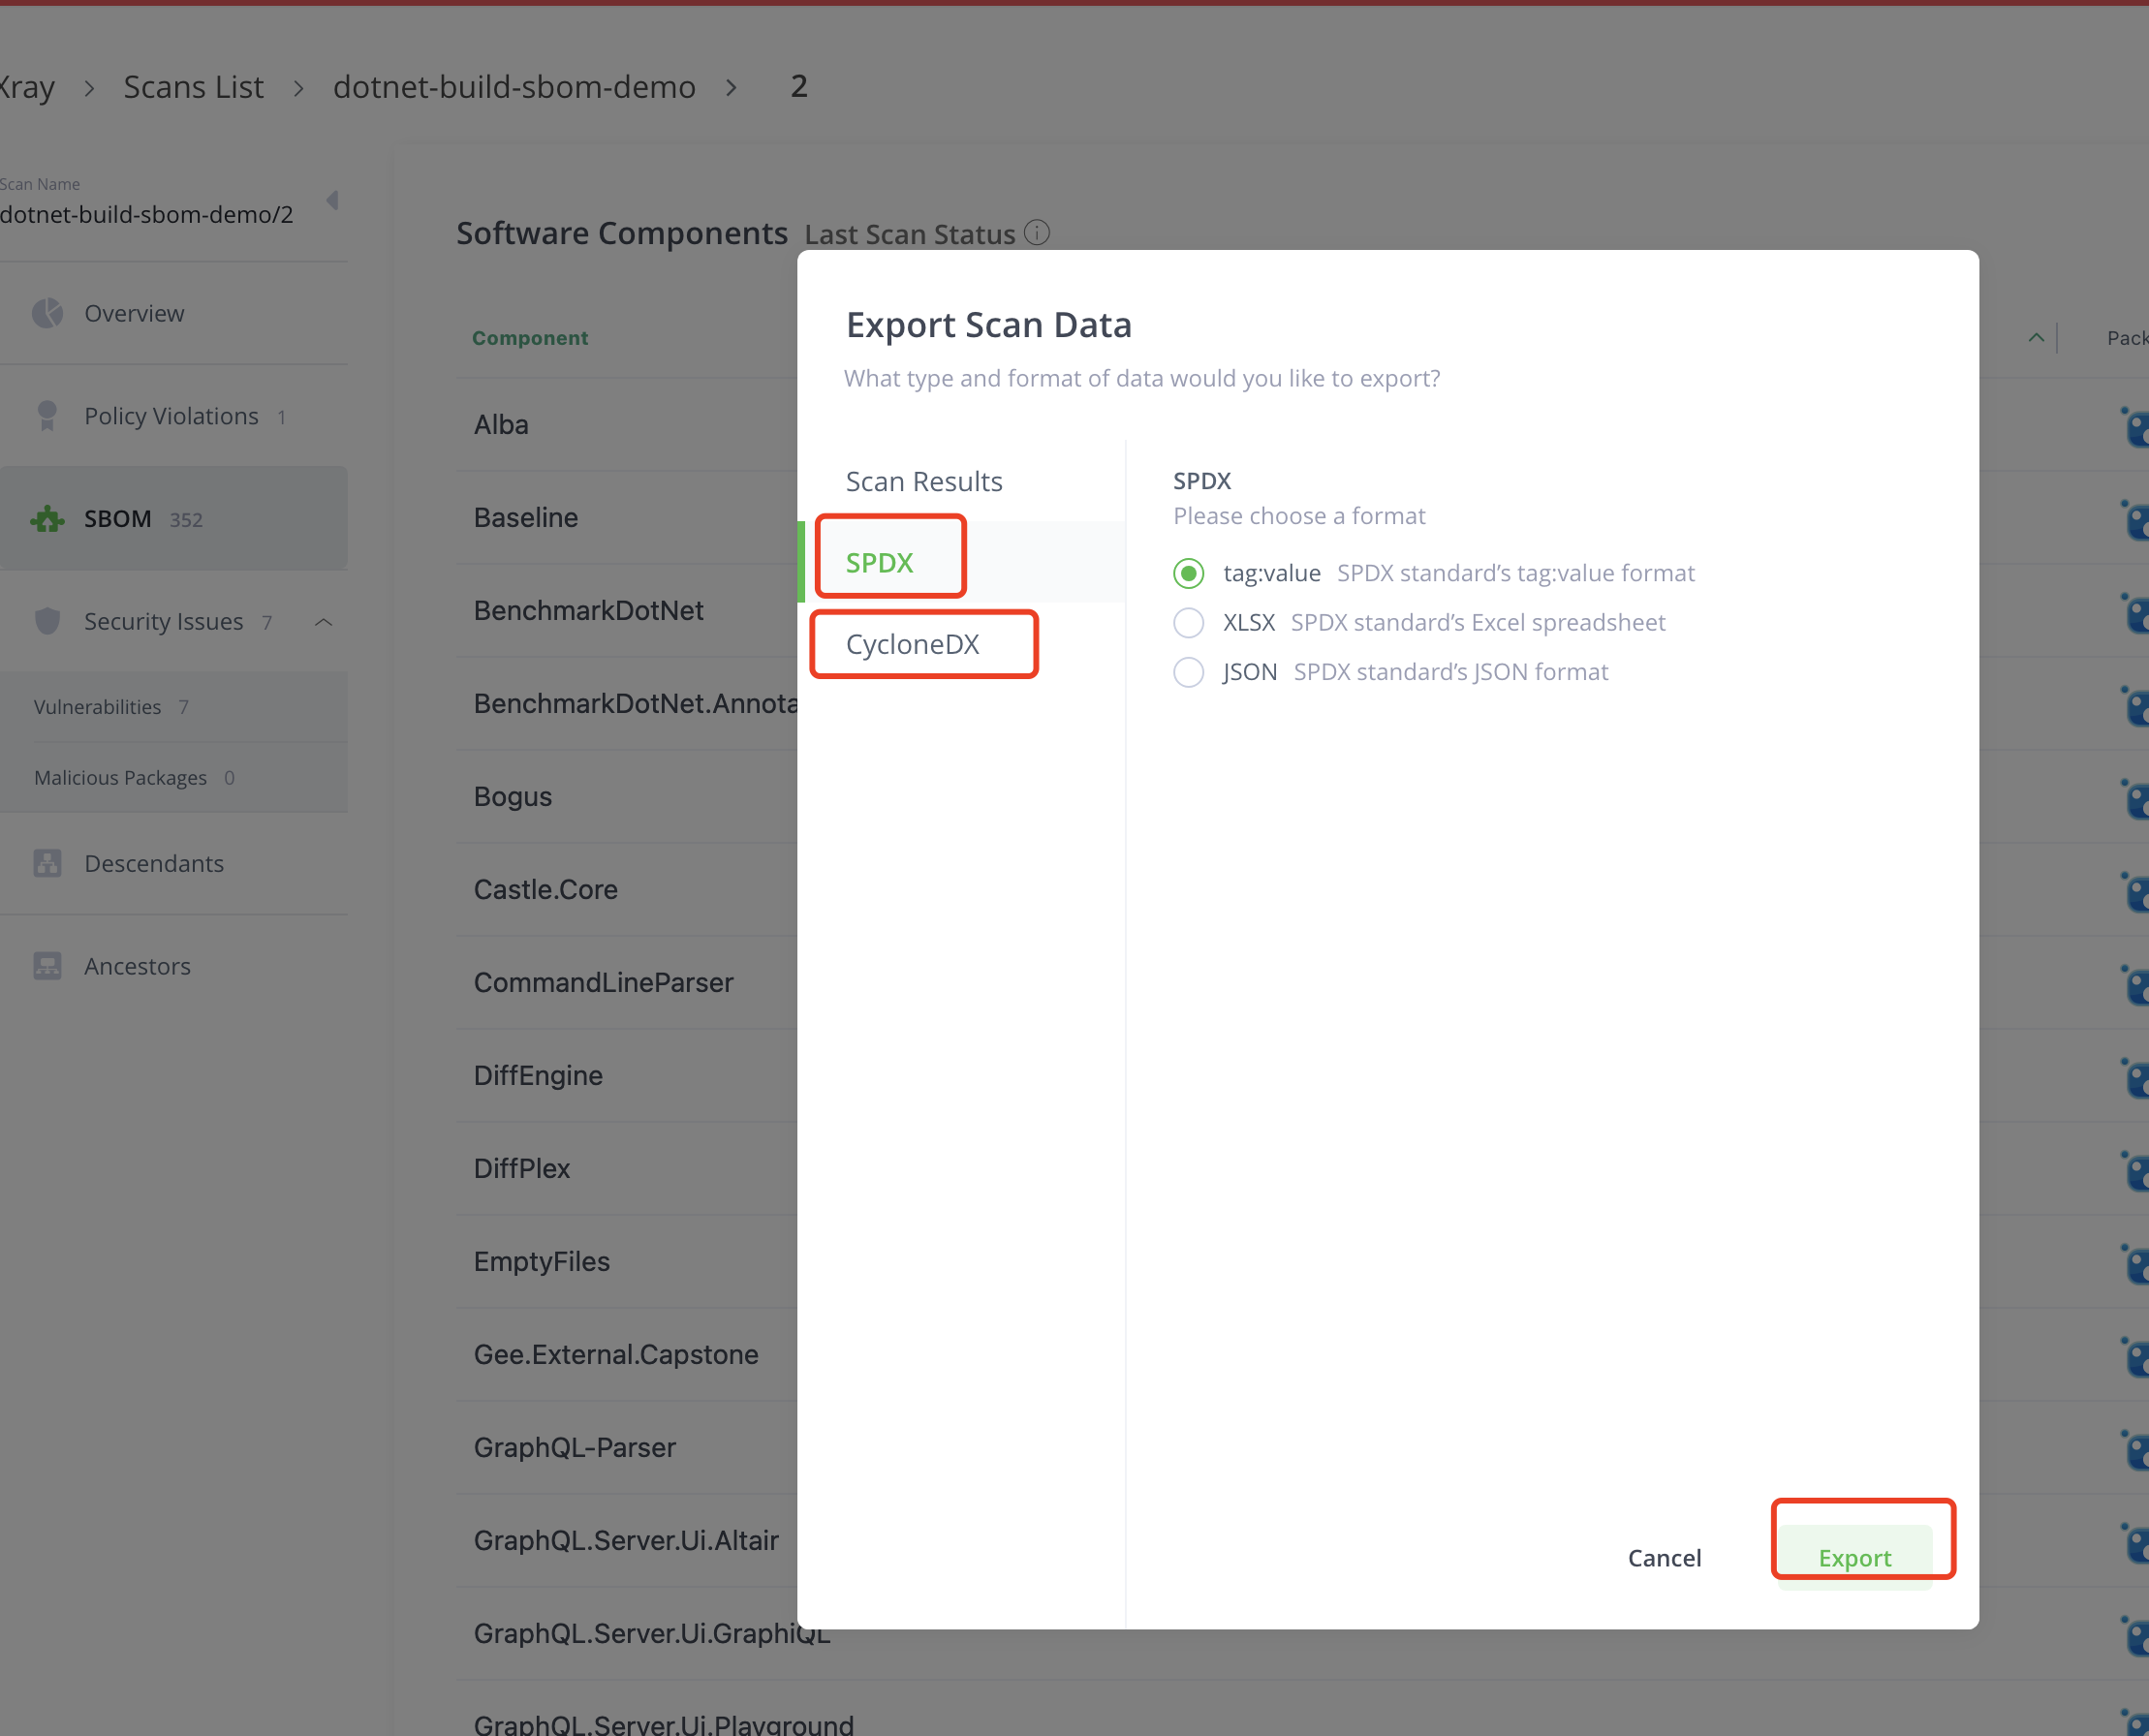 Xray > Scans List > dotnet-build-sbom-demo > 2
Scan Name
dotnet-build-sbom-demo/2
Overview
Policy Violations 1
SBOM 352
Security Issues 7
Vulnerabilities 7
Malicious Packages 0
Descendants
Ancestors
Software Components Last Scan Status
Component
Pack
Alba
Baseline
BenchmarkDotNet
BenchmarkDotNet.Annota
Bogus
Castle.Core
CommandLineParser
DiffEngine
DiffPlex
EmptyFiles
Gee.External.Capstone
GraphQL-Parser
GraphQL.Server.Ui.Altair
GraphQL.Server.Ui.GraphiQL
GraphQL.Server.Ui.Playground
Export Scan Data
What type and format of data would you like to export?
Scan Results
SPDX
CycloneDX
SPDX
Please choose a format
tag:value SPDX standard’s tag:value format
XLSX SPDX standard’s Excel spreadsheet
JSON SPDX standard’s JSON format
Cancel
Export